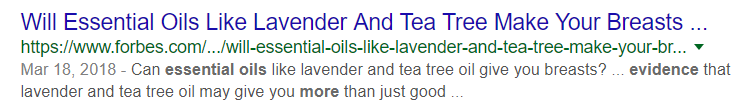 Will Essential Oils Like Lavender And Tea Tree Make Your Breasts ...
https://www.forbes.com/.../will-essential-oils-like-lavender-and-tea-tree-make-your-br...
Mar 18, 2018 - Can essential oils like lavender and tea tree oil give you breasts? ... evidence that
lavender and tea tree oil may give you more than just good ...